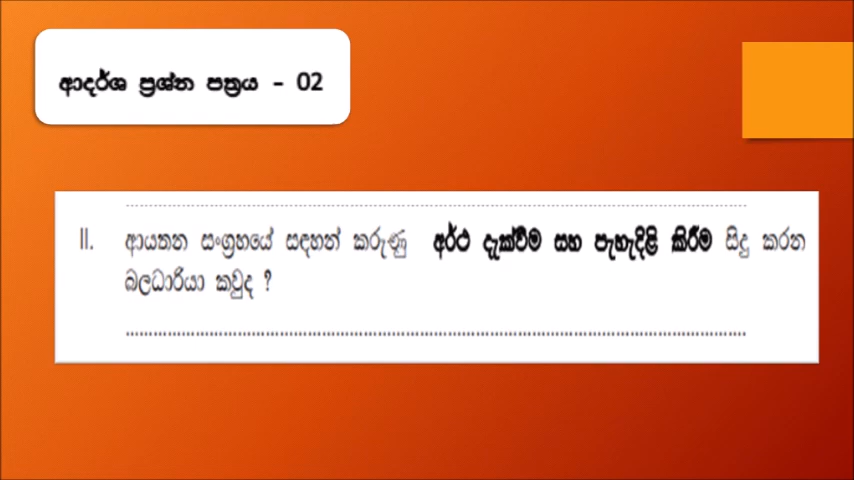 ආදර්ශ ප්‍රශ්න පත්‍රය - 02
II. ආයතන සංග්‍රහයේ සඳහන් කරුණු අර්ථ දැක්වීම සහ පැහැදිළි කිරීම සිදු කරන
බලධාරියා කවුද ?